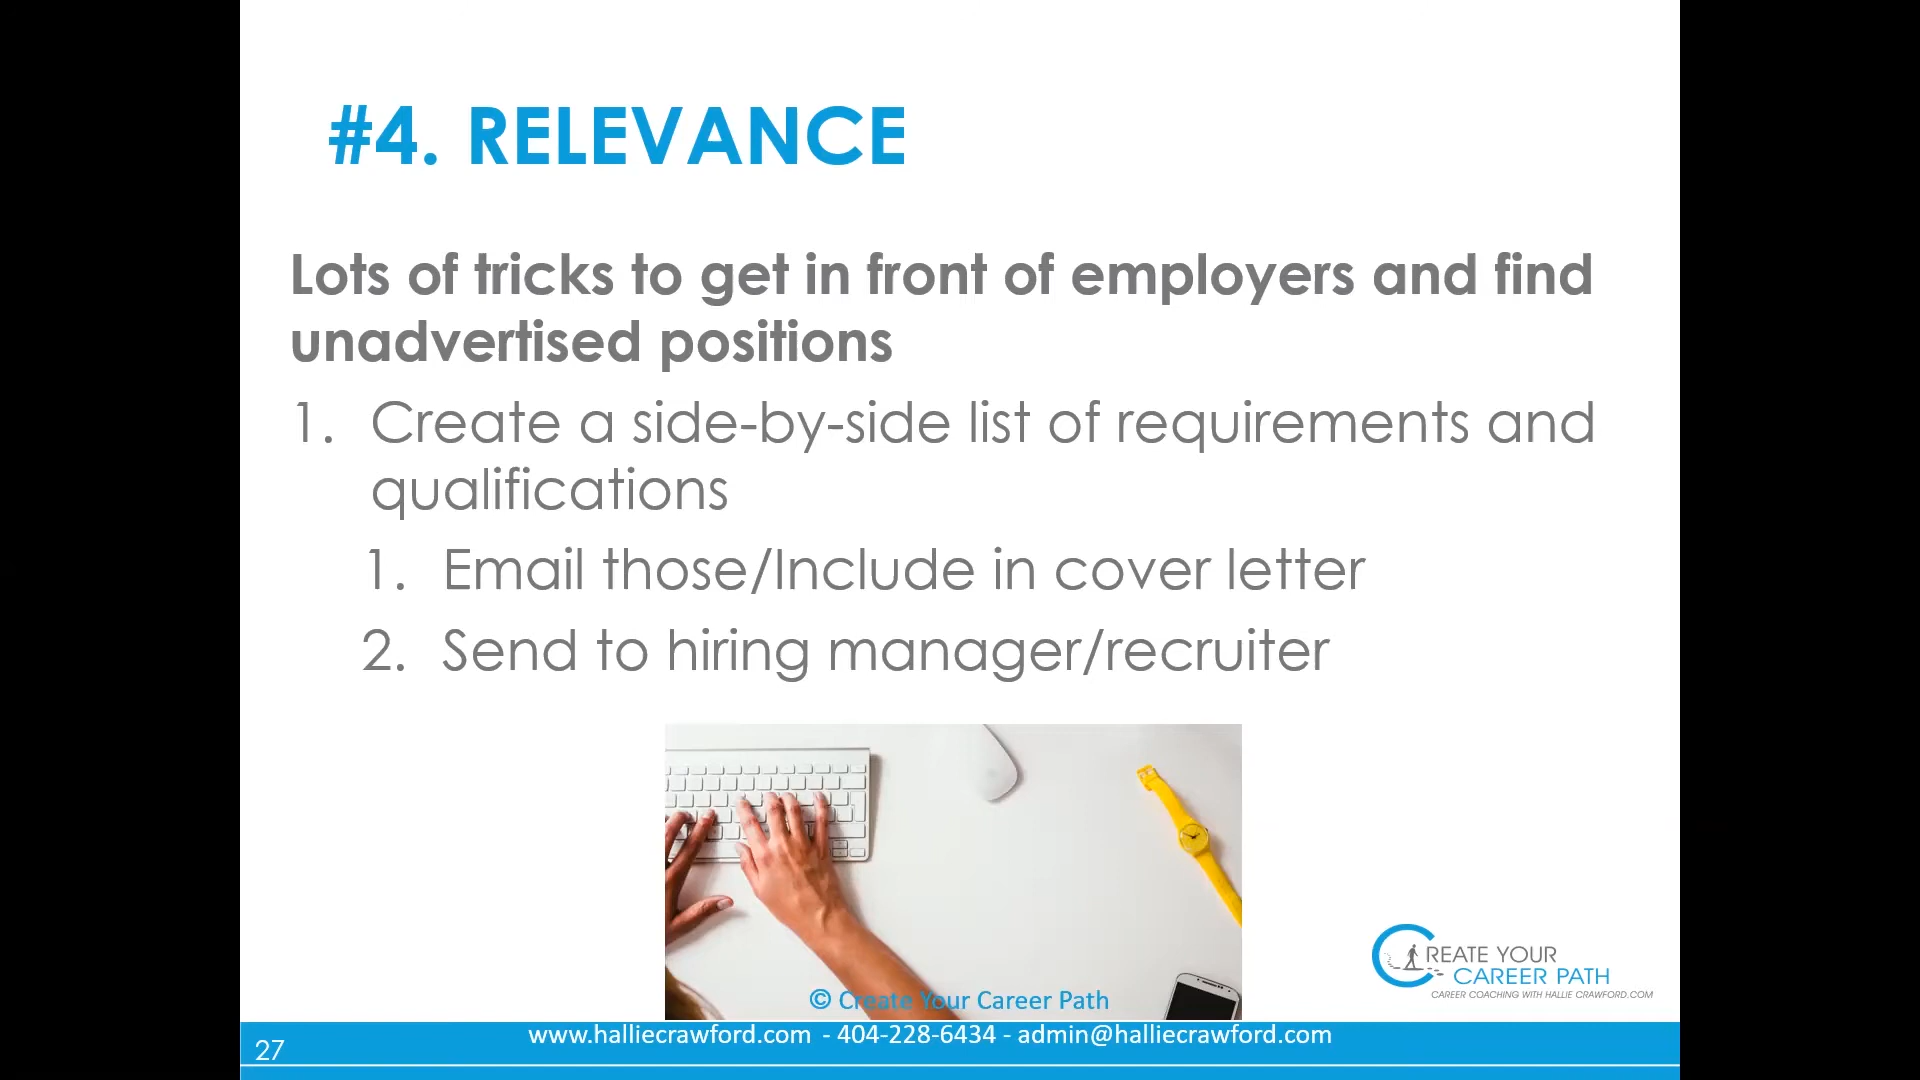 #4. RELEVANCE
Lots of tricks to get in front of employers and find
unadvertised positions
1. Create a side-by-side list of requirements and
qualifications
1. Email those/Include in cover letter
2. Send to hiring manager/recruiter
CREATE YOUR
CAREER PATH
CAREER COACHING WITH HALLIE CRAWFORD.COM
© Create Your Career Path
www.halliecrawford.com - 404-228-6434 - admin@halliecrawford.com
27